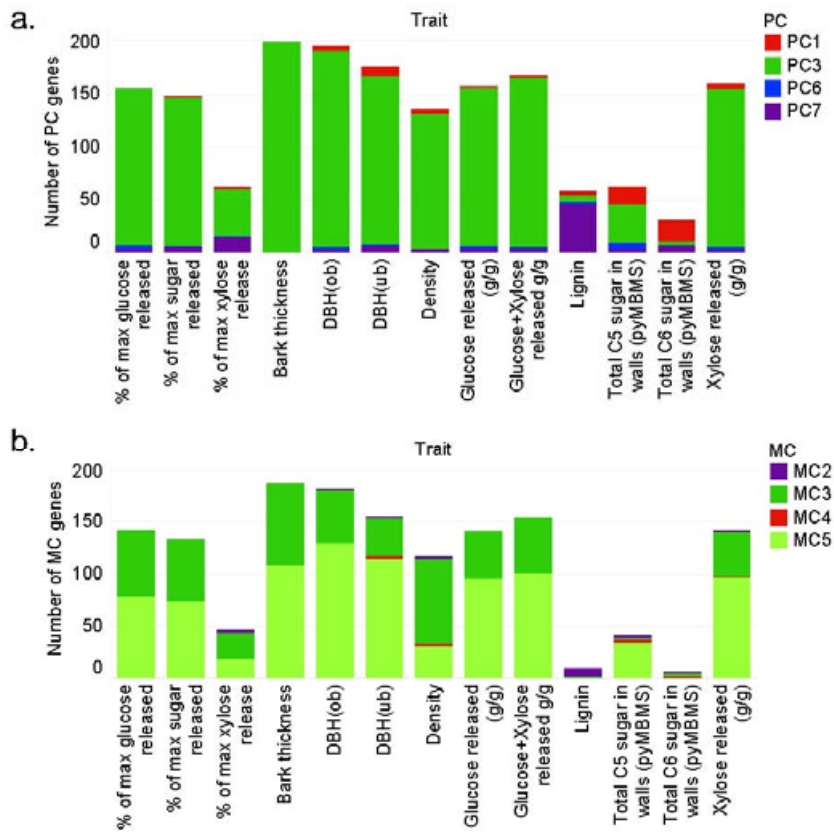 a.
Trait
PC
PC1
PC3
PC6
PC7
Number of PC genes
200
150
100
50
0
% of max glucose
released
% of max sugar
released
% of max xylose
release
Bark thickness
DBH(ob)
DBH(ub)
Density
Glucose released
(g/g)
Glucose+Xylose
released g/g
Lignin
Total C5 sugar in
walls (pyMBMS)
Total C6 sugar in
walls (pyMBMS)
Xylose released
(g/g)
b.
Trait
MC
MC2
MC3
MC4
MC5
Number of MC genes
200
150
100
50
0
% of max glucose
released
% of max sugar
released
% of max xylose
release
Bark thickness
DBH(ob)
DBH(ub)
Density
Glucose released
(g/g)
Glucose+Xylose
released g/g
Lignin
Total C5 sugar in
walls (pyMBMS)
Total C6 sugar in
walls (pyMBMS)
Xylose released
(g/g)